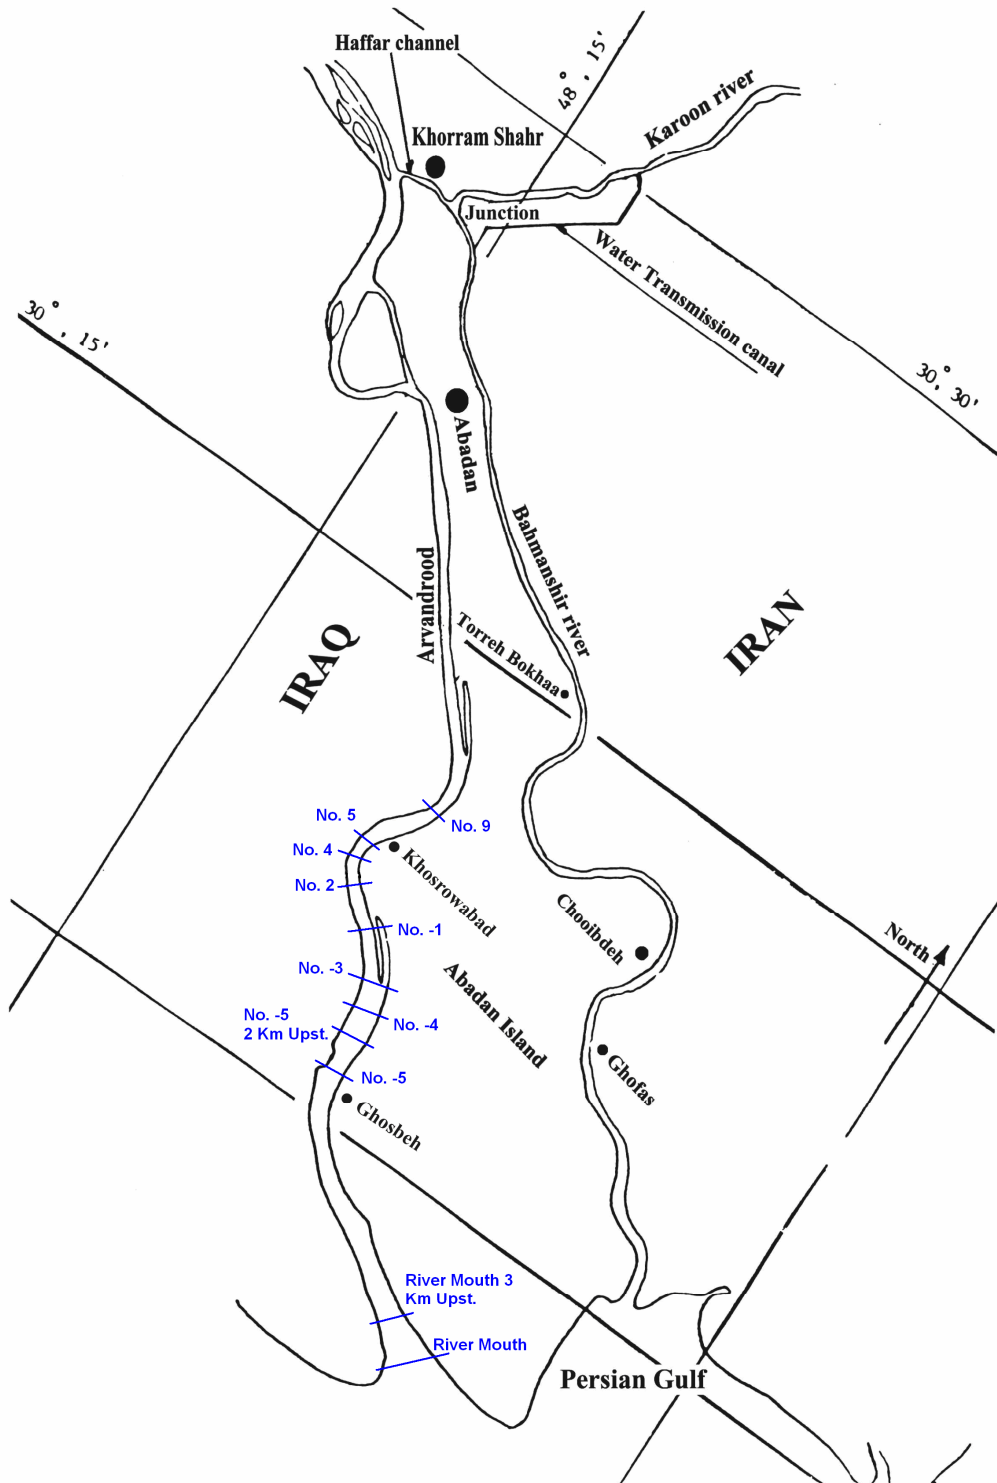 Haffar channel
48°, 15'
Karoon river
Khorram Shahr
Junction
Water Transmission canal
30°, 15'
30°, 30'
Abadan
Bahmanshir river
Arvandrood
IRAQ
IRAN
Torreh Bokhaa
No. 5
No. 9
No. 4
Khosrowabad
No. 2
Chooibdeh
No. -1
North
No. -3
Abadan Island
No. -5
2 Km Upst.
No. -4
Ghofas
No. -5
Ghosbeh
River Mouth 3
Km Upst.
River Mouth
Persian Gulf